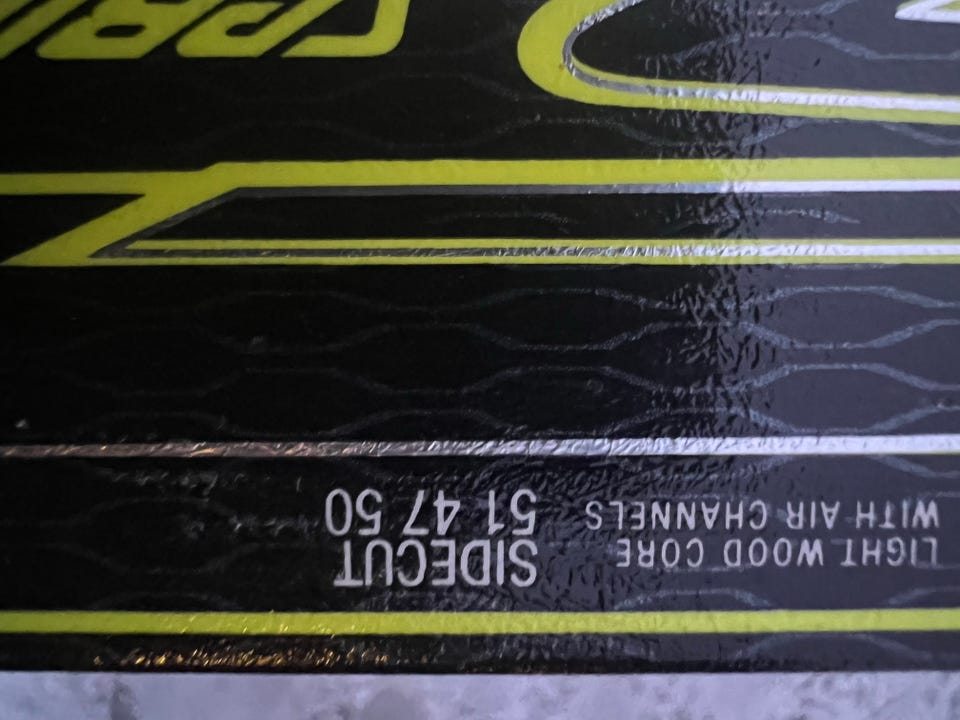 LIGHT WOOD CORE
WITH AIR CHANNELS
SIDECUT
51 47 50